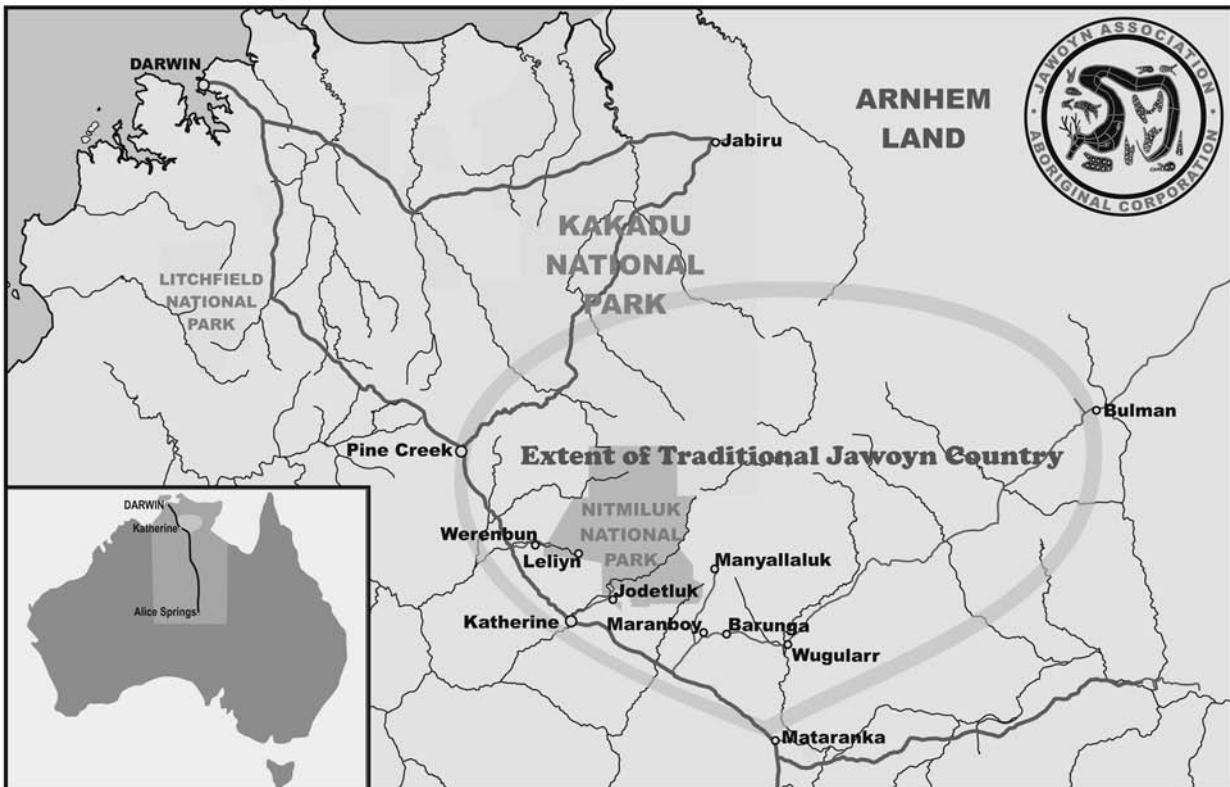 DARWIN
ARNHEM
LAND
JAWOYN ASSOCIATION
ABORIGINAL CORPORATION
Jabiru
KAKADU
NATIONAL
PARK
LITCHFIELD
NATIONAL
PARK
Bulman
Pine Creek
Extent of Traditional Jawoyn Country
NITMILUK
NATIONAL
PARK
Werenbun
Leliyn
Manyallaluk
Jodetluk
Katherine
Maranboy
Barunga
Wugularr
Mataranka
DARWIN
Katherine
Alice Springs